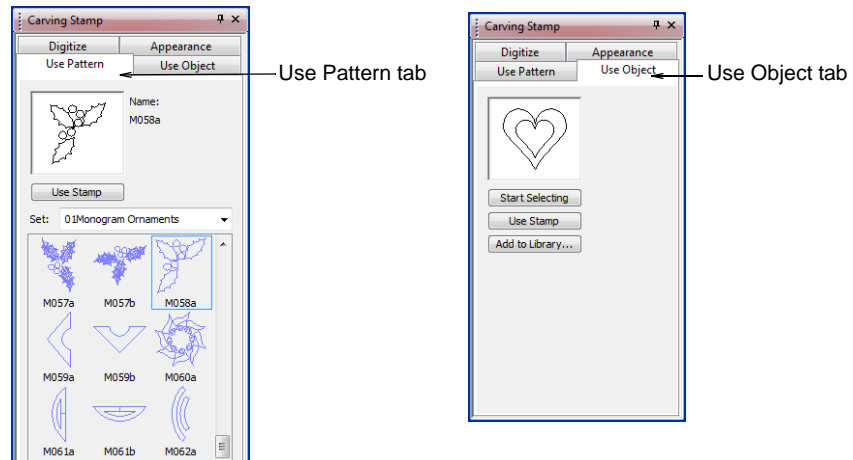 Carving Stamp
Digitize
Appearance
Use Pattern
Use Object
Name:
M058a
Use Stamp
Set:
01Monogram Ornaments
M057a
M057b
M058a
M059a
M059b
M060a
M061a
M061b
M062a
Use Pattern tab
Carving Stamp
Digitize
Appearance
Use Pattern
Use Object
Start Selecting
Use Stamp
Add to Library...
Use Object tab